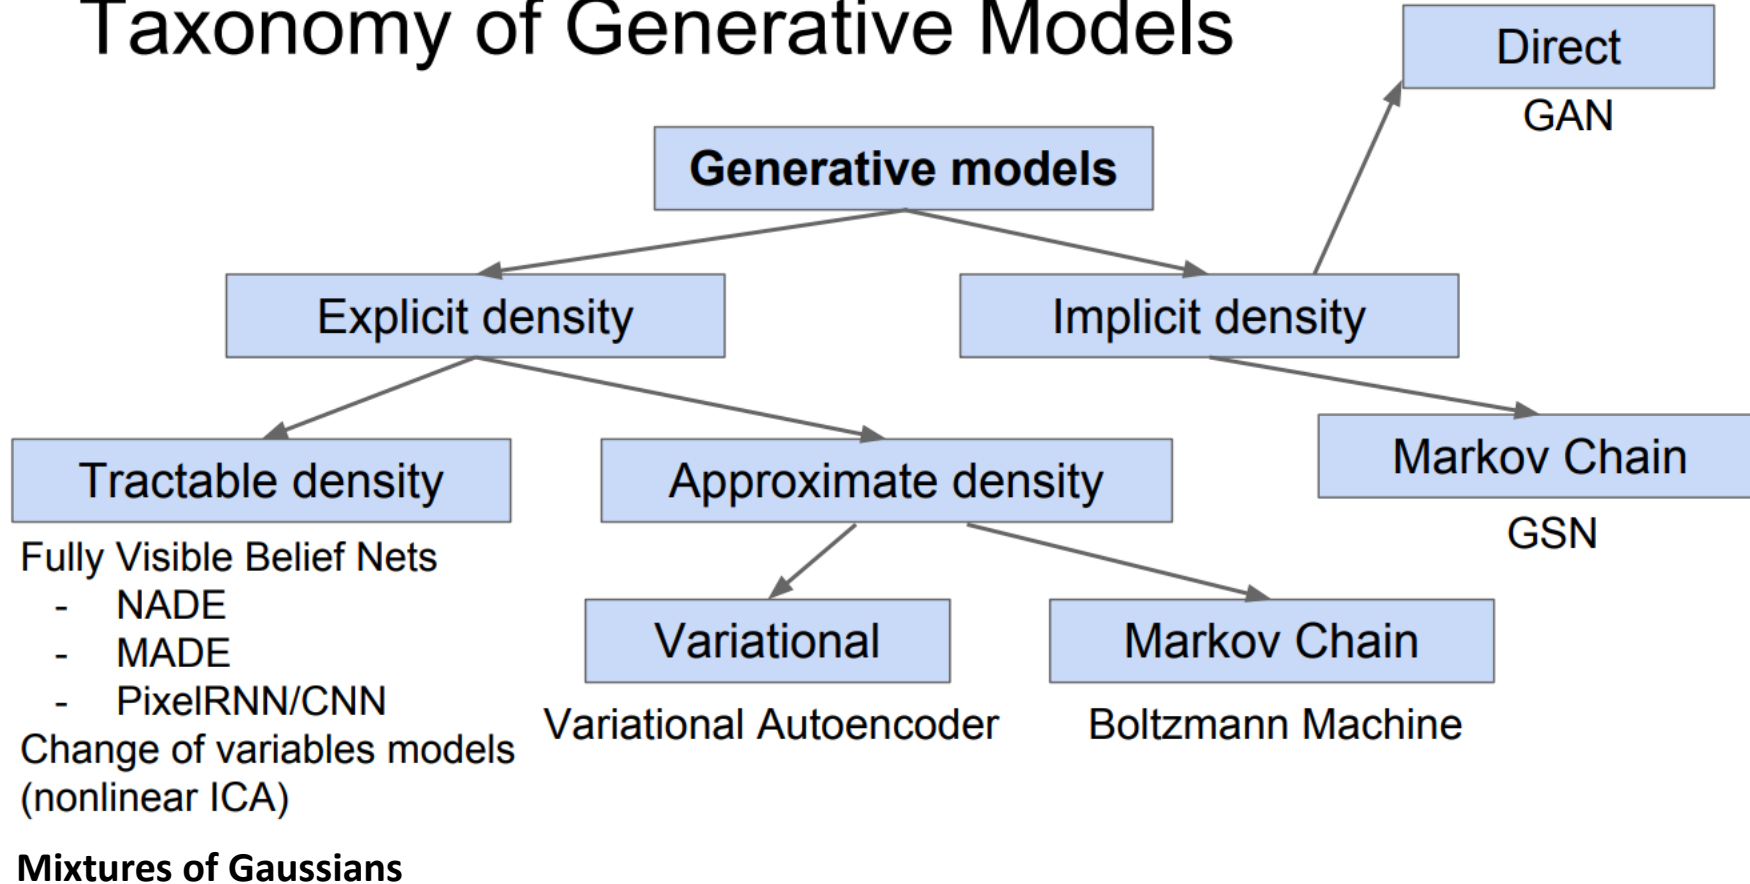 Taxonomy of Generative Models
Direct
GAN
Generative models
Explicit density
Implicit density
Tractable density
Approximate density
Markov Chain
GSN
Fully Visible Belief Nets
- NADE
- MADE
- PixelRNN/CNN
Change of variables models
(nonlinear ICA)
Variational
Markov Chain
Variational Autoencoder
Boltzmann Machine
Mixtures of Gaussians